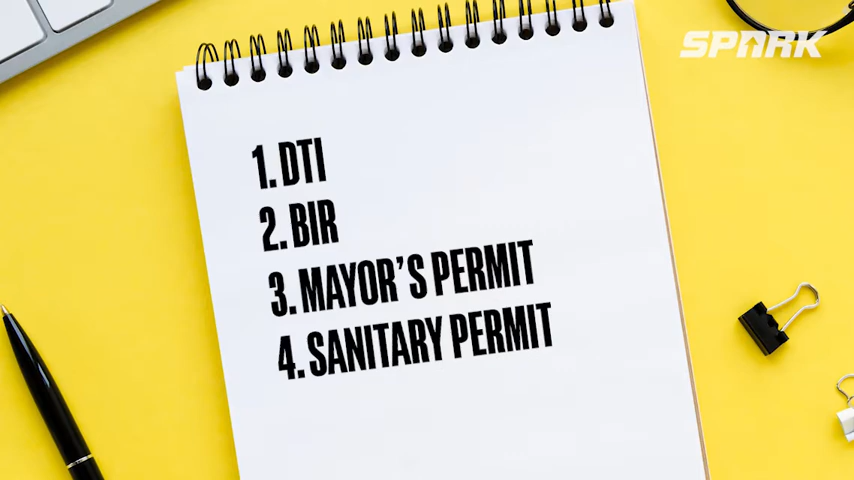 SPARK
1. DTI
2. BIR
3. MAYOR'S PERMIT
4. SANITARY PERMIT